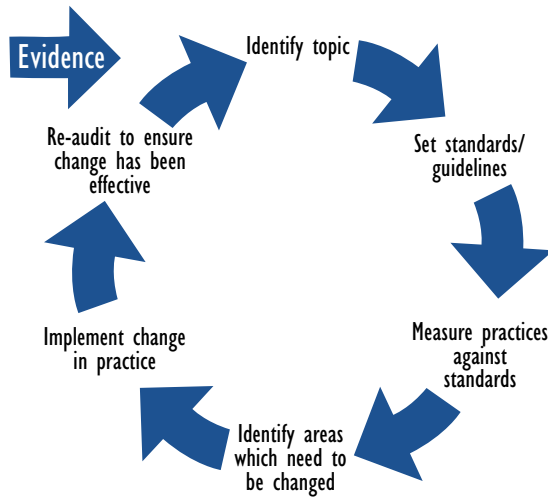 Evidence
Identify topic
Set standards/
guidelines
Measure practices
against
standards
Identify areas
which need to
be changed
Implement change
in practice
Re-audit to ensure
change has been
effective